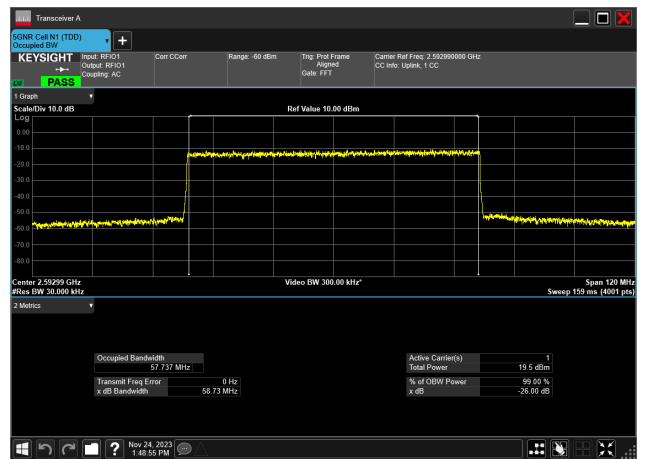 Transceiver A
5GNR Cell N1 (TDD)
Occupied BW
KEYSIGHT Input: RFIO1 Corr CCorr Range: -60 dBm Trig: Prot Frame Carrier Ref Freq: 2.592990000 GHz
Output: RFIO1 Aligned CC Info: Uplink, 1 CC
Coupling: AC Gate: FFT
PASS
1 Graph
Scale/Div 10.0 dB Ref Value 10.00 dBm
Log
0.00
-10.0
-20.0
-30.0
-40.0
-50.0
-60.0
-70.0
-80.0
Center 2.59299 GHz Video BW 300.00 kHz* Span 120 MHz
#Res BW 30.000 kHz Sweep 159 ms (4001 pts)
2 Metrics
Occupied Bandwidth Active Carrier(s) 1
57.737 MHz Total Power 19.5 dBm
Transmit Freq Error 0 Hz % of OBW Power 99.00 %
x dB Bandwidth 58.73 MHz x dB -26.00 dB
Nov 24, 2023
1:48:55 PM